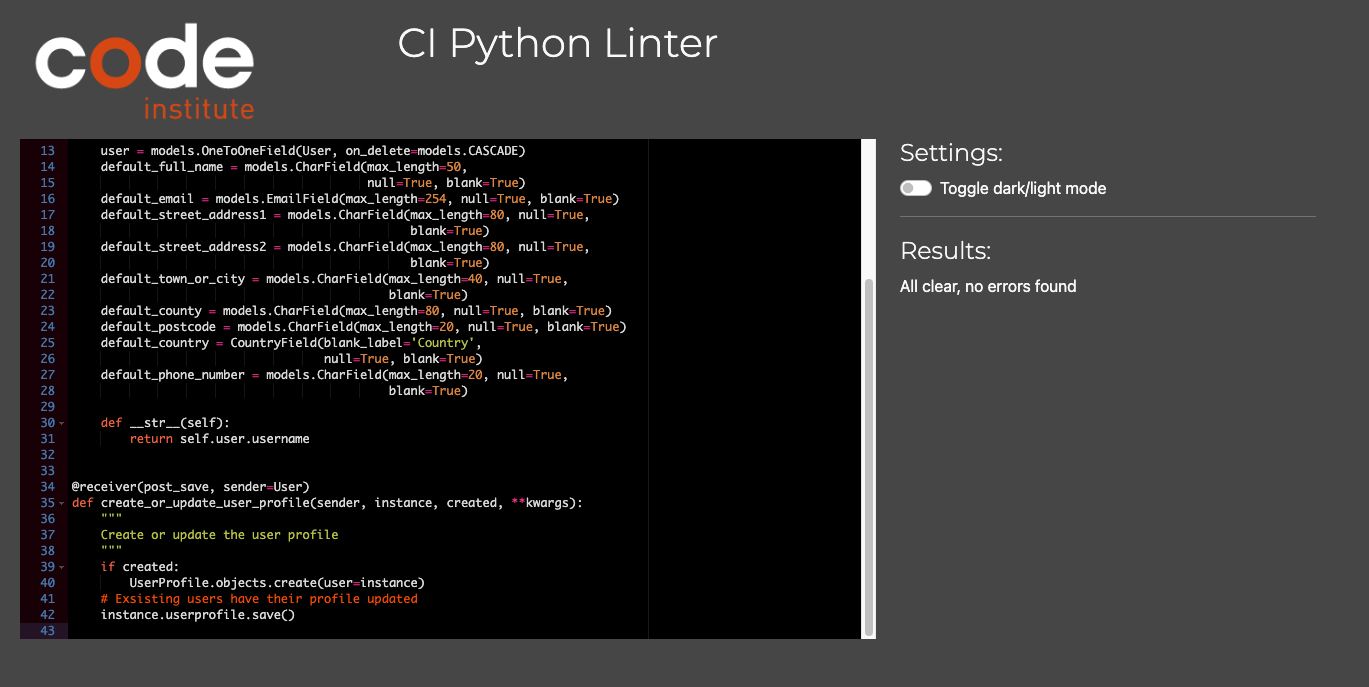 code
institute
CI Python Linter
13 user = models.OneToOneField(User, on_delete=models.CASCADE)
14 default_full_name = models.CharField(max_length=50,
15 null=True, blank=True)
16 default_email = models.EmailField(max_length=254, null=True, blank=True)
17 default_street_address1 = models.CharField(max_length=80, null=True,
18 blank=True)
19 default_street_address2 = models.CharField(max_length=80, null=True,
20 blank=True)
21 default_town_or_city = models.CharField(max_length=40, null=True,
22 blank=True)
23 default_county = models.CharField(max_length=80, null=True, blank=True)
24 default_postcode = models.CharField(max_length=20, null=True, blank=True)
25 default_country = CountryField(blank_label='Country',
26 null=True, blank=True)
27 default_phone_number = models.CharField(max_length=20, null=True,
28 blank=True)
29
30 def __str__(self):
31 return self.user.username
32
33
34 @receiver(post_save, sender=User)
35 def create_or_update_user_profile(sender, instance, created, **kwargs):
36 """
37 Create or update the user profile
38 """
39 if created:
40 UserProfile.objects.create(user=instance)
41 # Exsisting users have their profile updated
42 instance.userprofile.save()
43
Settings:
Toggle dark/light mode
Results:
All clear, no errors found